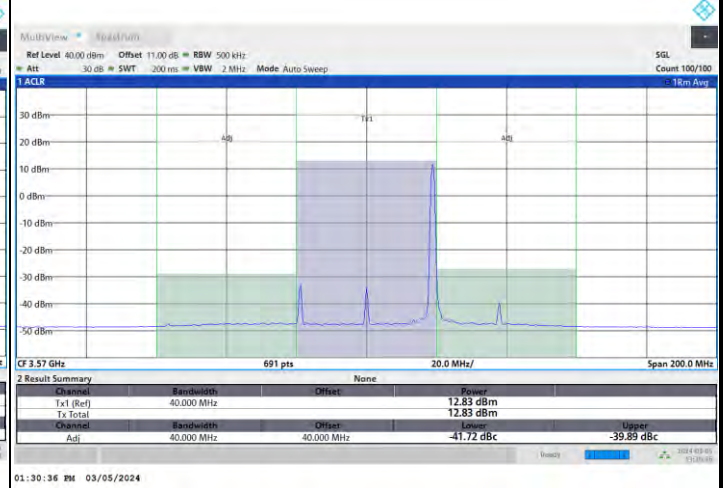 MultiView Spectrum
Ref Level 40.00 dBm Offset 11.00 dB RBW 500 kHz SGL
Att 30 dB SWT 200 ms VBW 2 MHz Mode Auto Sweep Count 100/100
1 ACLR 1Rm Avg
30 dBm
Tx1
Adj Adj
20 dBm
10 dBm
0 dBm
-10 dBm
-20 dBm
-30 dBm
-40 dBm
-50 dBm
CF 3.57 GHz 691 pts 20.0 MHz/ Span 200.0 MHz
2 Result Summary None
Channel Bandwidth Offset Power
Tx1 (Ref) 40.000 MHz 12.83 dBm
Tx Total 12.83 dBm
Channel Bandwidth Offset Lower Upper
Adj 40.000 MHz 40.000 MHz -41.72 dBc -39.89 dBc
Ready
01:30:36 PM 03/05/2024